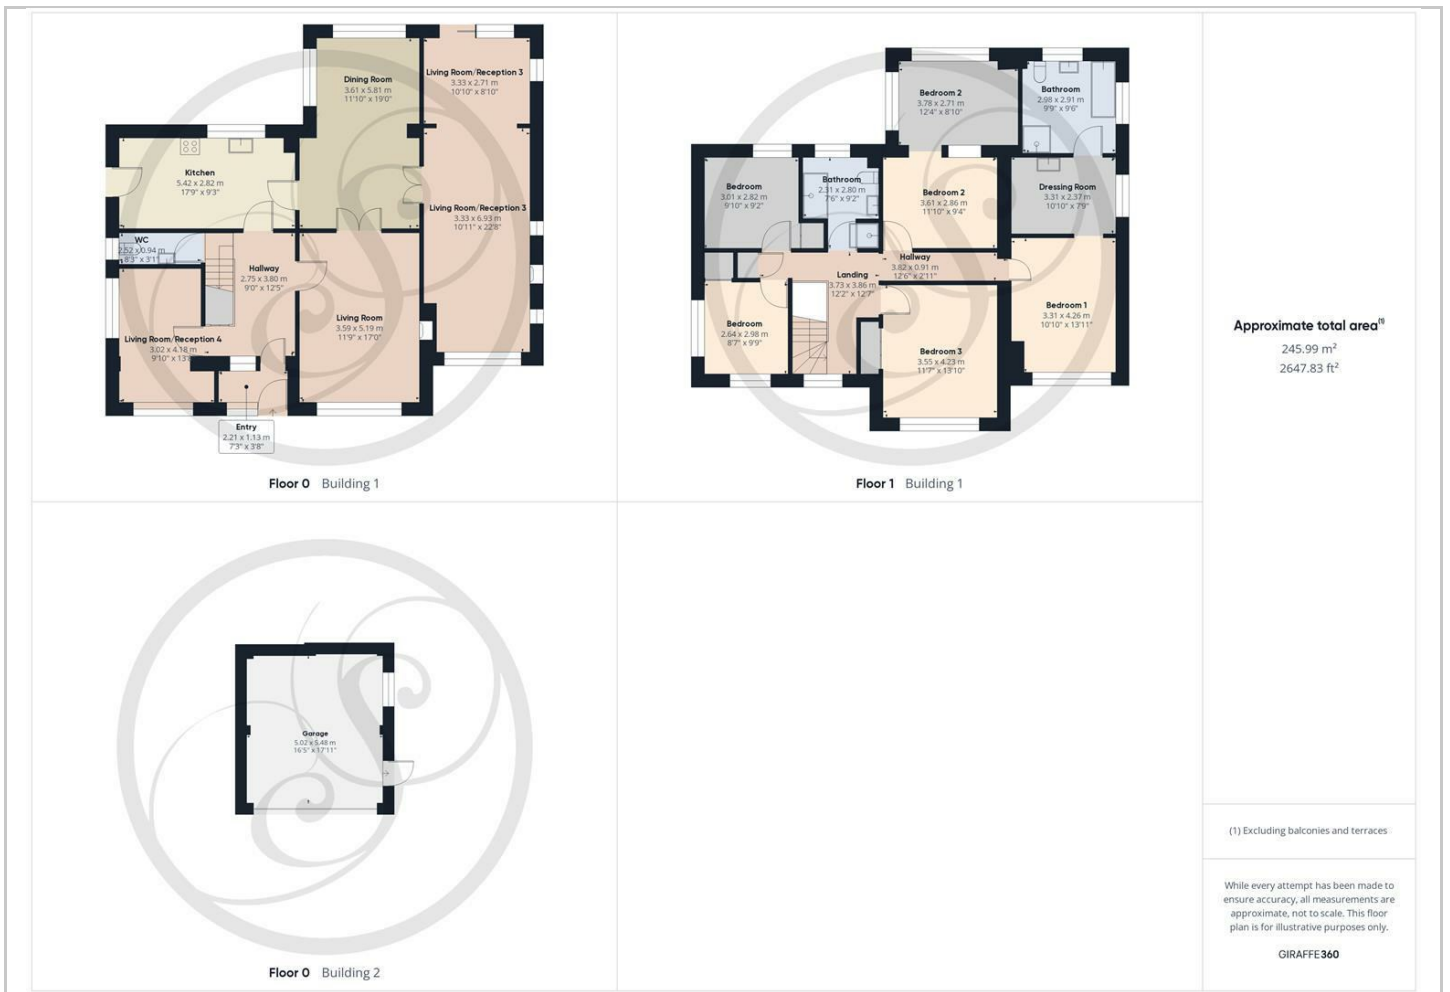 Dining Room
3.61 x 5.81 m
11'10" x 19'0"
Living Room/Reception 3
3.33 x 2.71 m
10'10" x 8'10"
Kitchen
5.42 x 2.82 m
17'9" x 9'3"
Living Room/Reception 3
3.33 x 6.93 m
10'11" x 22'8"
WC
2.52 x 0.94 m
8'3" x 3'1"
Hallway
2.75 x 3.80 m
9'0" x 12'5"
Living Room
3.59 x 5.19 m
11'9" x 17'0"
Living Room/Reception 4
3.02 x 4.18 m
9'10" x
Entry
2.21 x 1.13 m
7'3" x 3'8"
Floor 0 Building 1
Bedroom 2
3.78 x 2.71 m
12'4" x 8'10"
Bathroom
2.98 x 2.91 m
9'9" x 9'6"
Bedroom
3.01 x 2.82 m
9'10" x 9'2"
Bathroom
2.31 x 2.80 m
7'6" x 9'2"
Bedroom 2
3.61 x 2.86 m
11'10" x 9'4"
Dressing Room
3.31 x 2.37 m
10'10" x 7'9"
Hallway
3.82 x 0.91 m
12'6" x 2'11"
Landing
3.73 x 3.86 m
12'2" x 12'7"
Bedroom 1
3.31 x 4.26 m
10'10" x 13'11"
Bedroom
2.64 x 2.98 m
8'7" x 9'9"
Bedroom 3
3.55 x 4.23 m
11'7" x 13'10"
Floor 1 Building 1
Garage
5.02 x 5.48 m
16'5" x 17'11"
Floor 0 Building 2
Approximate total area(1)
245.99 m²
2647.83 ft²
(1) Excluding balconies and terraces
While every attempt has been made to
ensure accuracy, all measurements are
approximate, not to scale. This floor
plan is for illustrative purposes only.
GIRAFFE360